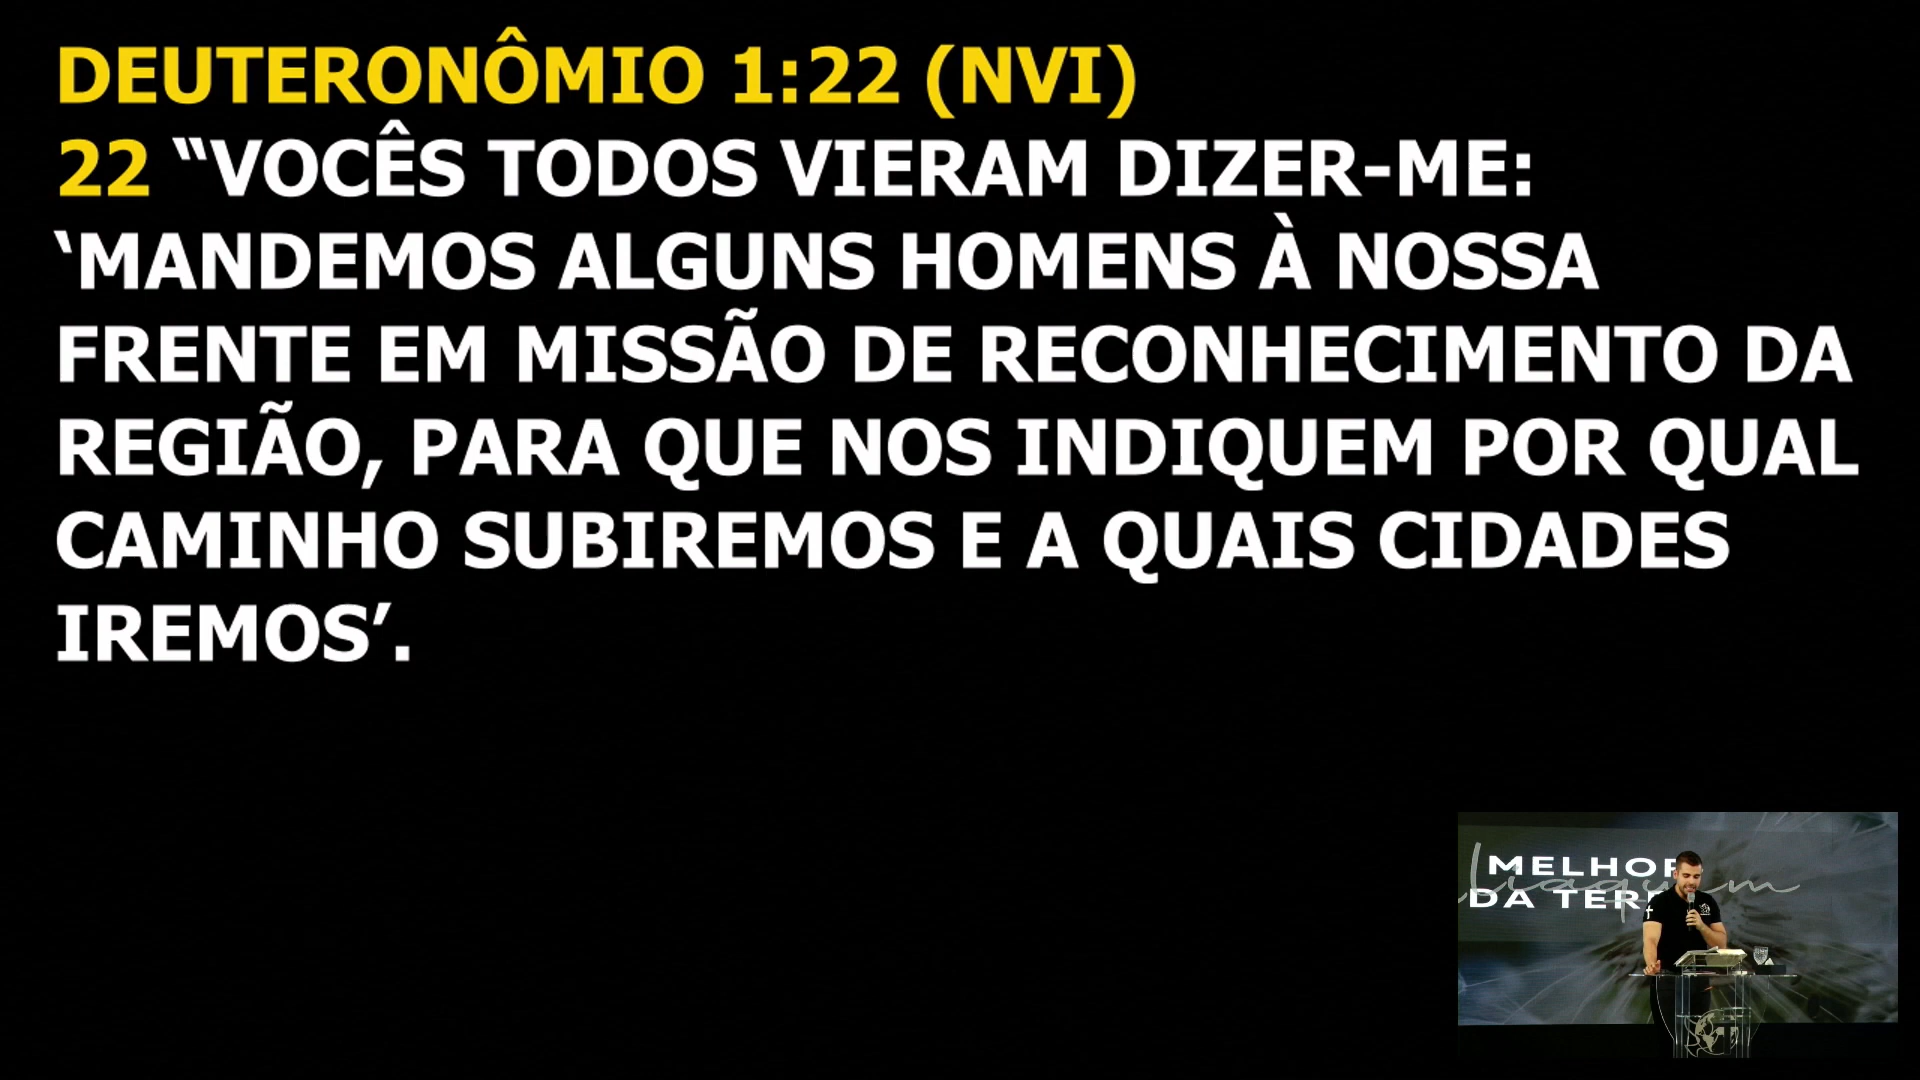 DEUTERONÔMIO 1:22 (NVI)
22 “VOCÊS TODOS VIERAM DIZER-ME:
‘MANDEMOS ALGUNS HOMENS À NOSSA
FRENTE EM MISSÃO DE RECONHECIMENTO DA
REGIÃO, PARA QUE NOS INDIQUEM POR QUAL
CAMINHO SUBIREMOS E A QUAIS CIDADES
IREMOS’.
MELHOR
DA